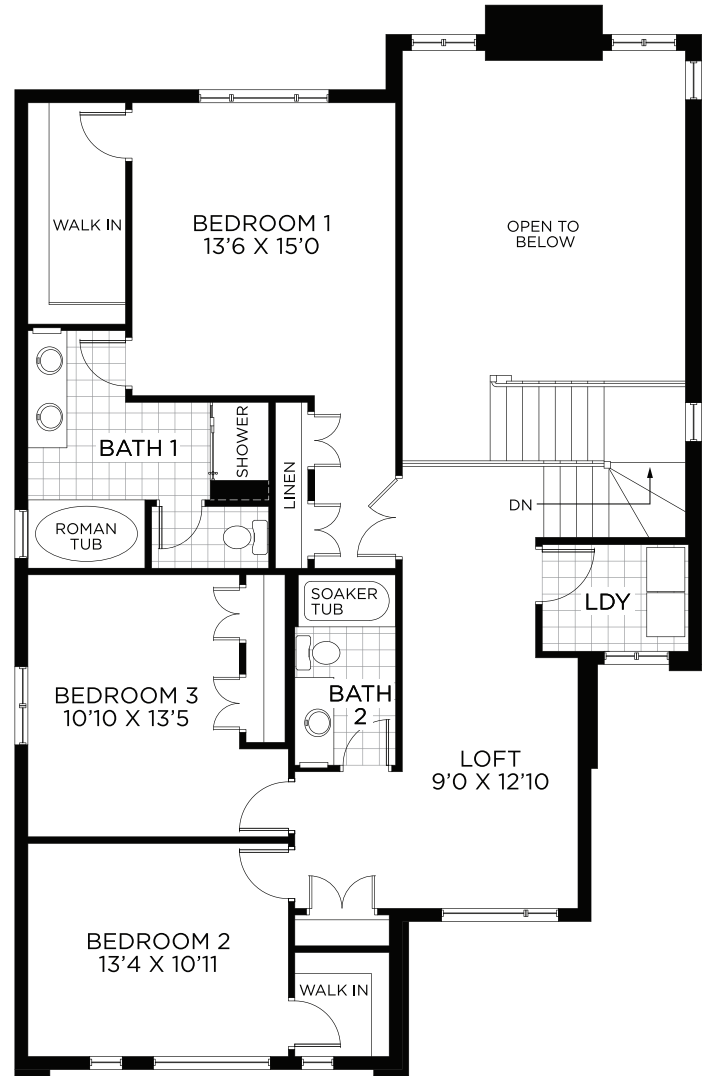 WALK IN
BEDROOM 1
13'6 X 15'0
OPEN TO
BELOW
BATH 1
SHOWER
LINEN
DN
ROMAN
TUB
SOAKER
TUB
LDY
BEDROOM 3
10'10 X 13'5
BATH
2
LOFT
9'0 X 12'10
BEDROOM 2
13'4 X 10'11
WALK IN